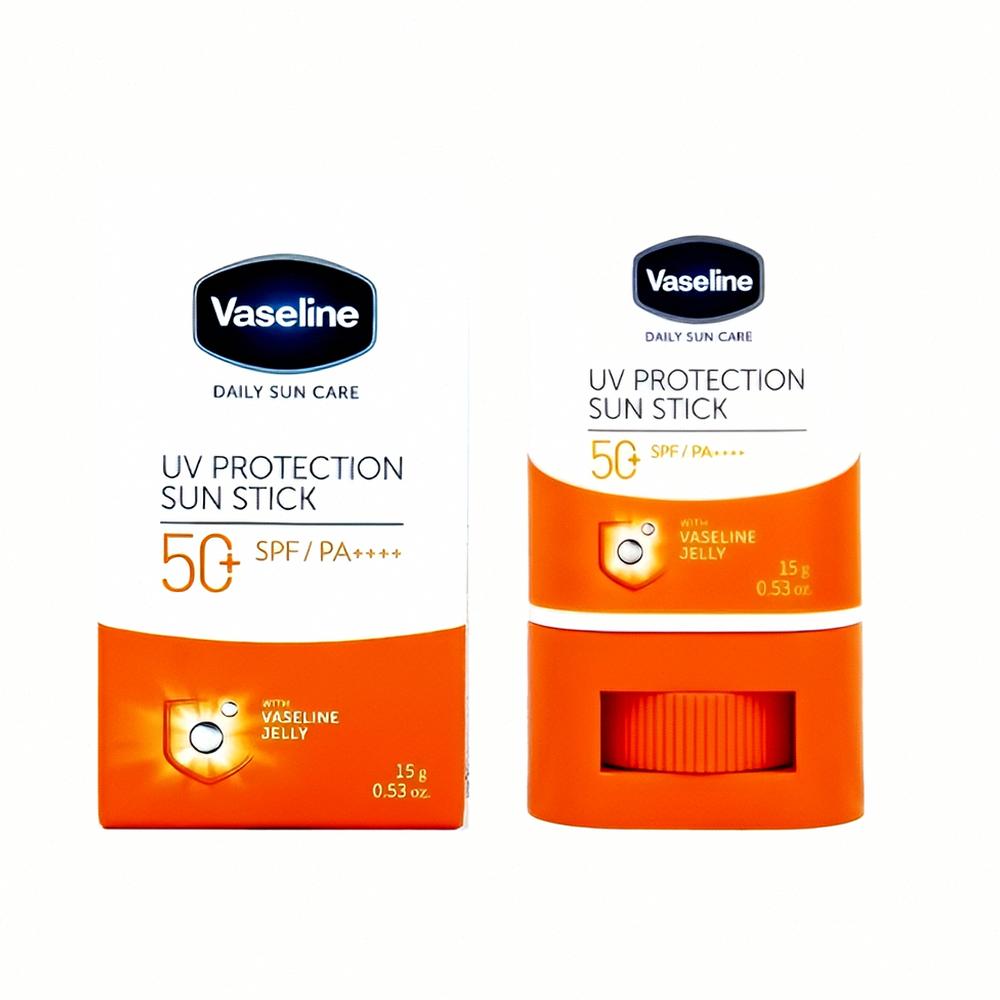 Vaseline
DAILY SUN CARE
UV PROTECTION
SUN STICK
50+ SPF / PA++++
WITH
VASELINE
JELLY
15 g
0.53 oz.
Vaseline
DAILY SUN CARE
UV PROTECTION
SUN STICK
50+ SPF / PA++++
WITH
VASELINE
JELLY
15 g
0.53 oz.